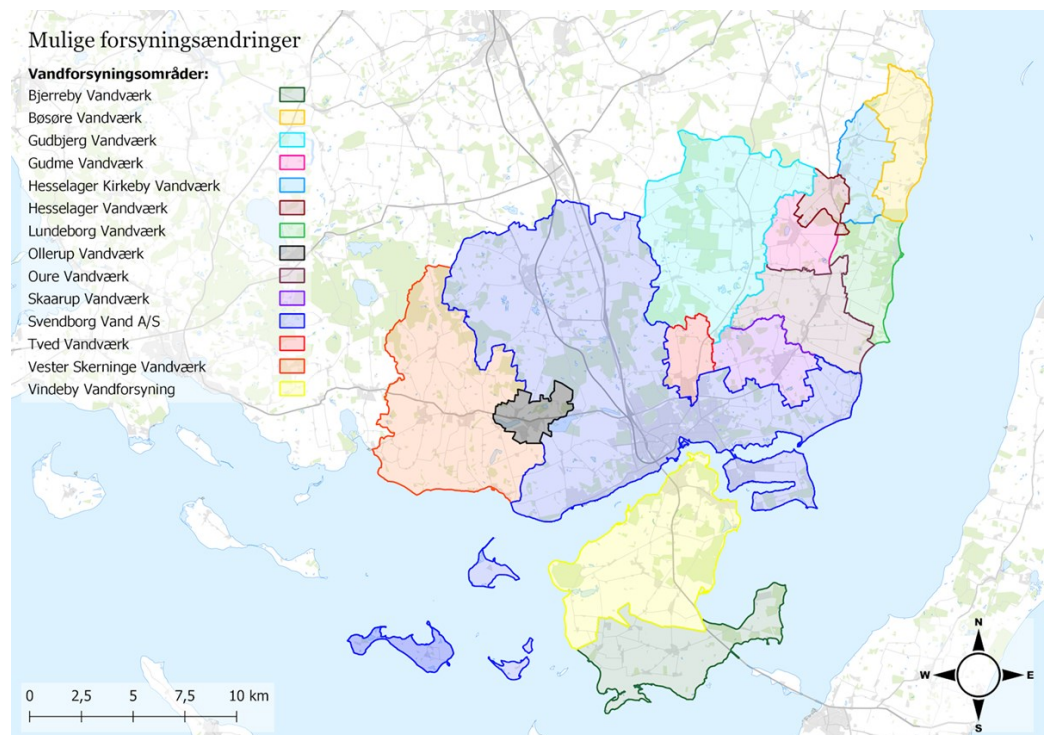 Mulige forsyningsændringer
Vandforsyningsområder:
Bjerreby Vandværk
Bøsøre Vandværk
Gudbjerg Vandværk
Gudme Vandværk
Hesselager Kirkeby Vandværk
Hesselager Vandværk
Lundeborg Vandværk
Ollerup Vandværk
Oure Vandværk
Skaarup Vandværk
Svendborg Vand A/S
Tved Vandværk
Vester Skerninge Vandværk
Vindeby Vandforsyning
0 2,5 5 7,5 10 km
N
W E
S